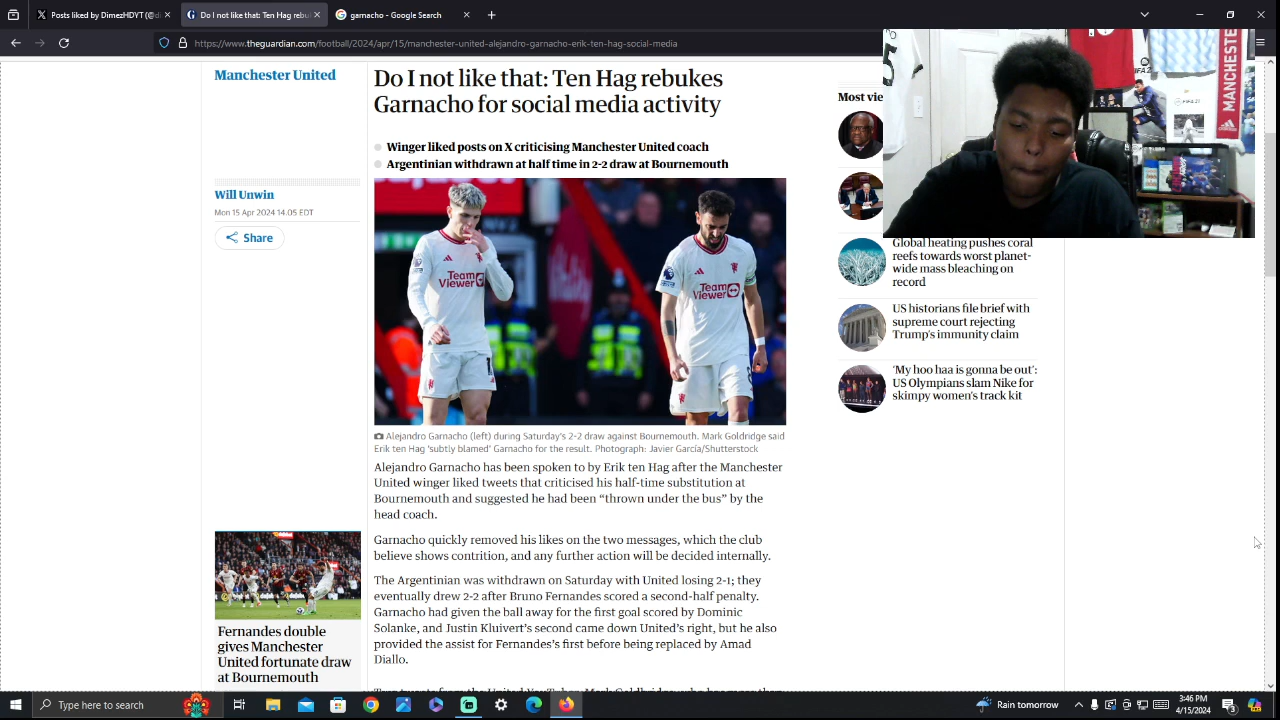 Posts liked by DimezHDYT (@di
Ten Hag rebu
garnacho - Google Search
https://www.theguardian.com/football/2024/apr/15/manchester-united-alejandro-garnacho-erik-ten-hag-social-media
Manchester United
Do I not like that: Ten Hag rebukes
Garnacho for social media activity
Winger liked posts on X criticising Manchester United coach
Argentinian withdrawn at half time in 2-2 draw at Bournemouth
Will Unwin
Mon 15 Apr 2024 14.05 EDT
Share
Team
Viewer
Team
Viewer
Alejandro Garnacho (left) during Saturday's 2-2 draw against Bournemouth. Mark Goldridge said
Erik ten Hag 'subtly blamed' Garnacho for the result. Photograph: Javier García/Shutterstock
Alejandro Garnacho has been spoken to by Erik ten Hag after the Manchester
United winger liked tweets that criticised his half-time substitution at
Bournemouth and suggested he had been "thrown under the bus" by the
head coach.
Garnacho quickly removed his likes on the two messages, which the club
believe shows contrition, and any further action will be decided internally.
The Argentinian was withdrawn on Saturday with United losing 2-1; they
eventually drew 2-2 after Bruno Fernandes scored a second-half penalty.
Garnacho had given the ball away for the first goal scored by Dominic
Solanke, and Justin Kluivert's second came down United's right, but he also
provided the assist for Fernandes's first before being replaced by Amad
Diallo.
Fernandes double
gives Manchester
United fortunate draw
at Bournemouth
Most vie
Global heating pushes coral
reefs towards worst planet-
wide mass bleaching on
record
US historians file brief with
supreme court rejecting
Trump's immunity claim
'My hoo haa is gonna be out':
US Olympians slam Nike for
skimpy women's track kit
MANCHESTE
adidas
5
Type here to search
Rain tomorrow
3:46 PM
4/15/2024